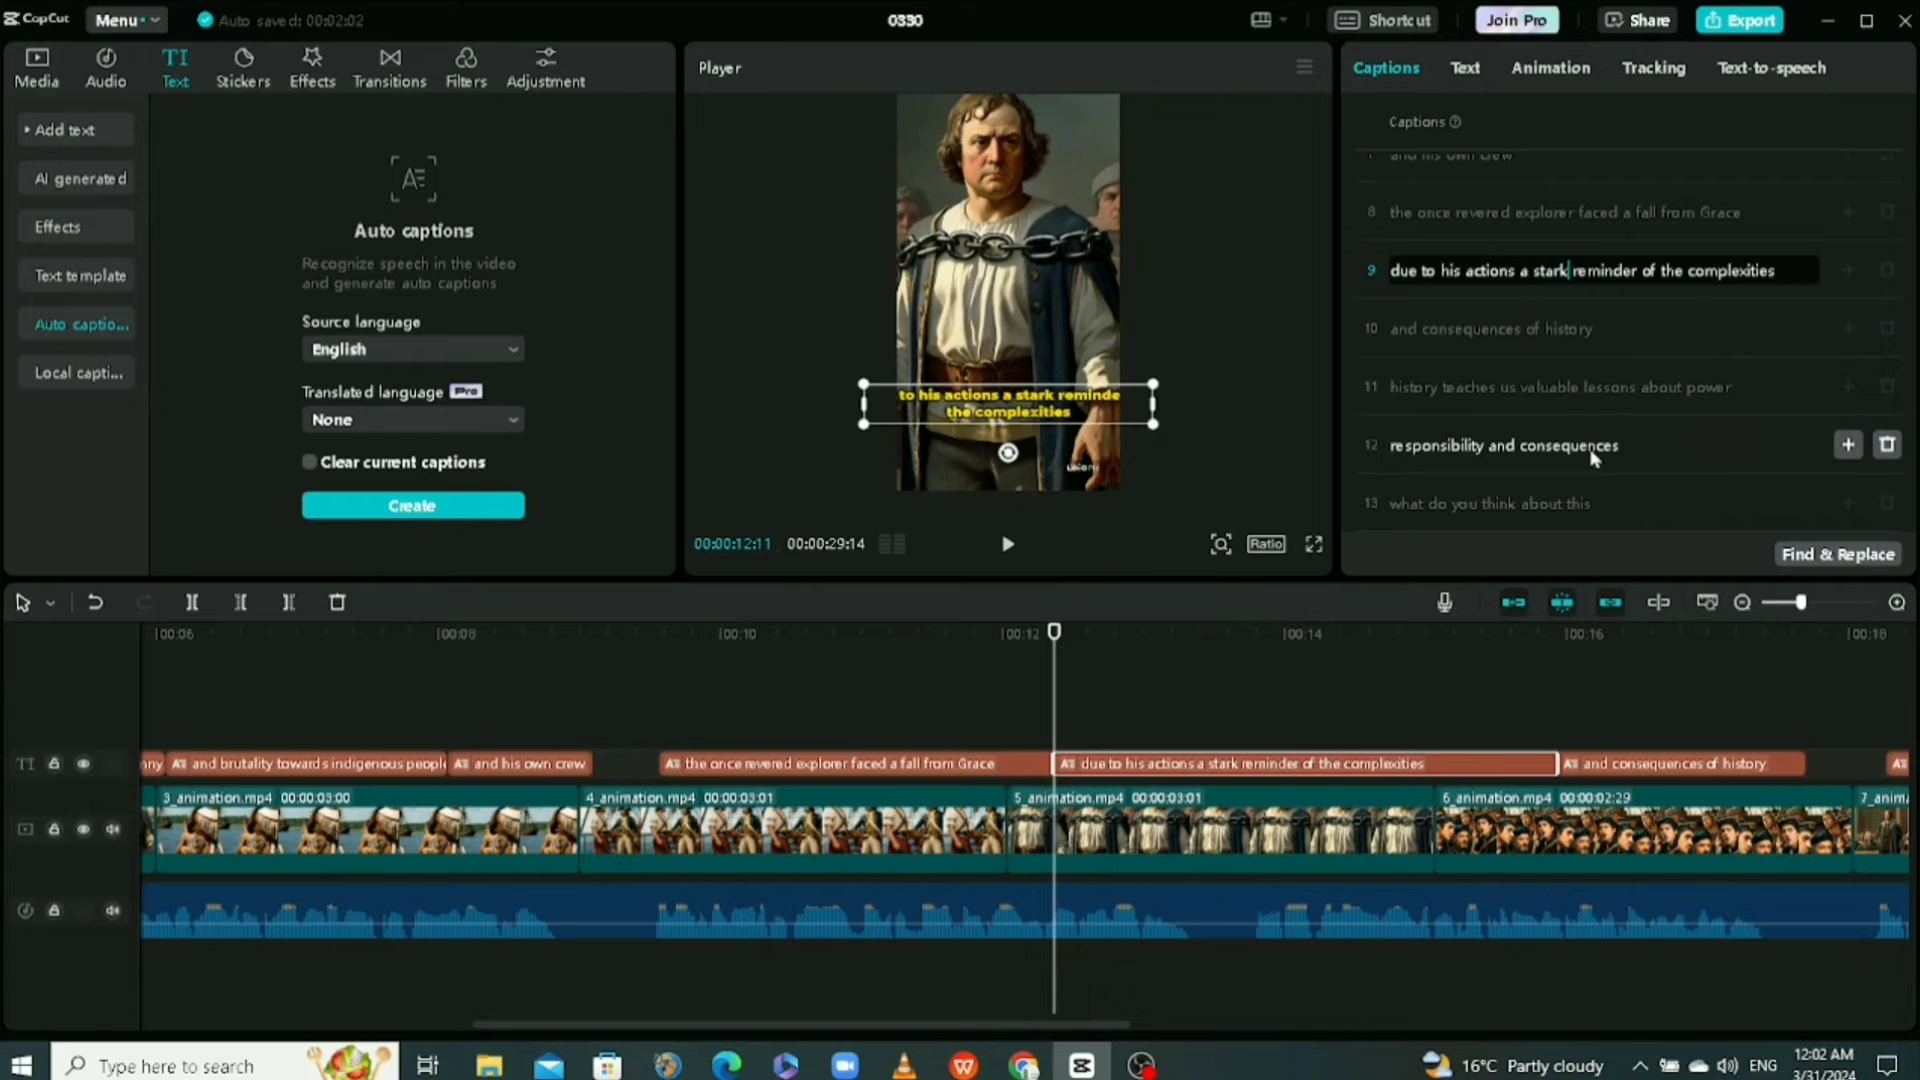 CapCut
Menu
Auto saved: 00:02:02
0330
Shortcut
Join Pro
Share
Export
Media
Audio
TI
Text
Stickers
Effects
Transitions
Filters
Adjustment
Add text
AI generated
Effects
Text template
Auto captio...
Local capti...
Auto captions
Recognize speech in the video
and generate auto captions
Source language
English
Translated language Pro
None
Clear current captions
Create
Player
to his actions a stark reminde
the complexities
00:00:12:11
00:00:29:14
Ratio
Captions
Text
Animation
Tracking
Text-to-speech
Captions
and his own crew
8 the once revered explorer faced a fall from Grace
9 due to his actions a stark reminder of the complexities
10 and consequences of history
11 history teaches us valuable lessons about power
12 responsibility and consequences
13 what do you think about this
Find & Replace
00:06
00:08
00:10
00:12
00:14
00:16
00:18
TI
nny
and brutality towards indigenous people
and his own crew
the once revered explorer faced a fall from Grace
due to his actions a stark reminder of the complexities
and consequences of history
3_animation.mp4 00:00:03:00
4_animation.mp4 00:00:03:01
5_animation.mp4 00:00:03:01
6_animation.mp4 00:00:02:29
7_anima
Type here to search
16°C Partly cloudy
ENG
12:02 AM
3/31/2024